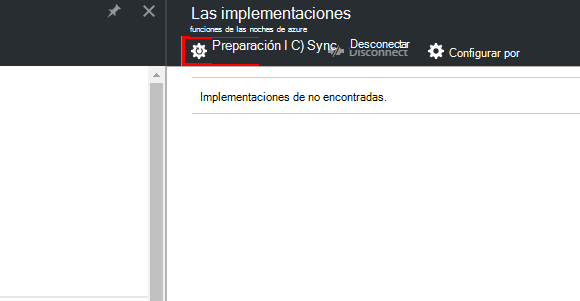 Las implementaciones
funciones de las noches de azure
Preparación I C) Sync Desconectar Configurar por
Disconnect
Implementaciones de no encontradas.